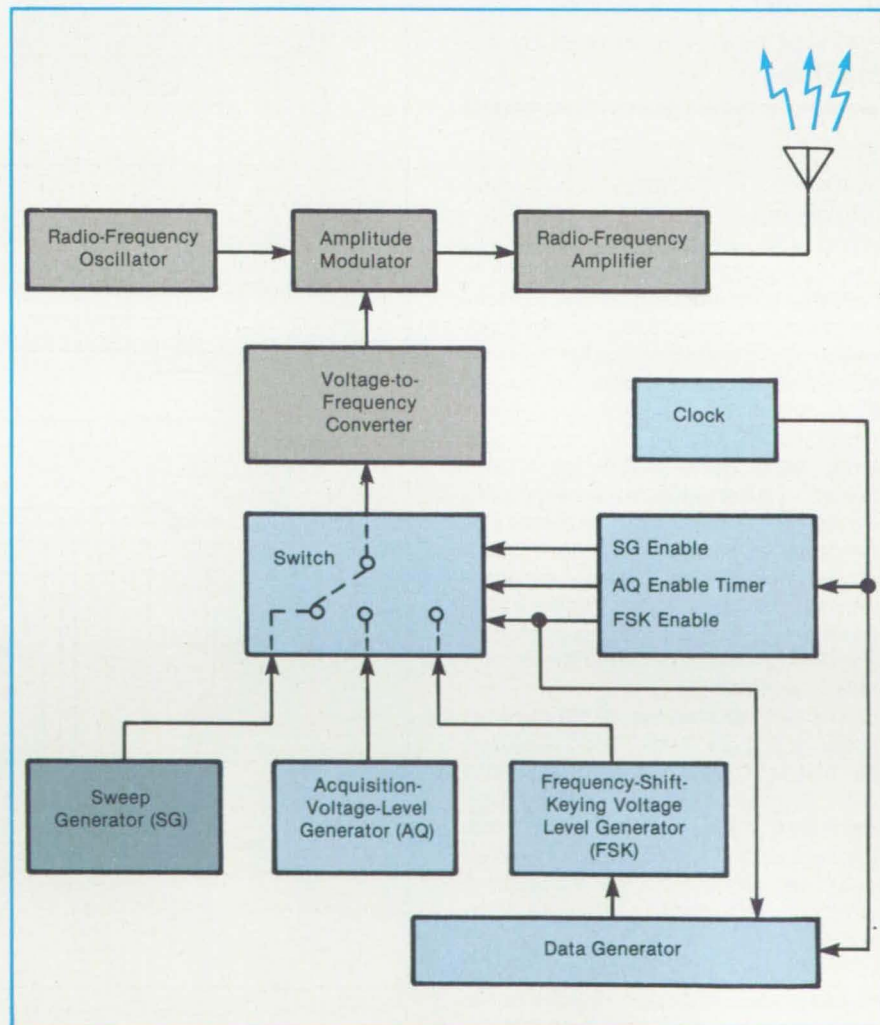 Radio-Frequency
Oscillator
Amplitude
Modulator
Radio-Frequency
Amplifier
Voltage-to-
Frequency
Converter
Clock
Switch
SG Enable
AQ Enable Timer
FSK Enable
Sweep
Generator (SG)
Acquisition-
Voltage-Level
Generator (AQ)
Frequency-Shift-
Keying Voltage
Level Generator
(FSK)
Data Generator